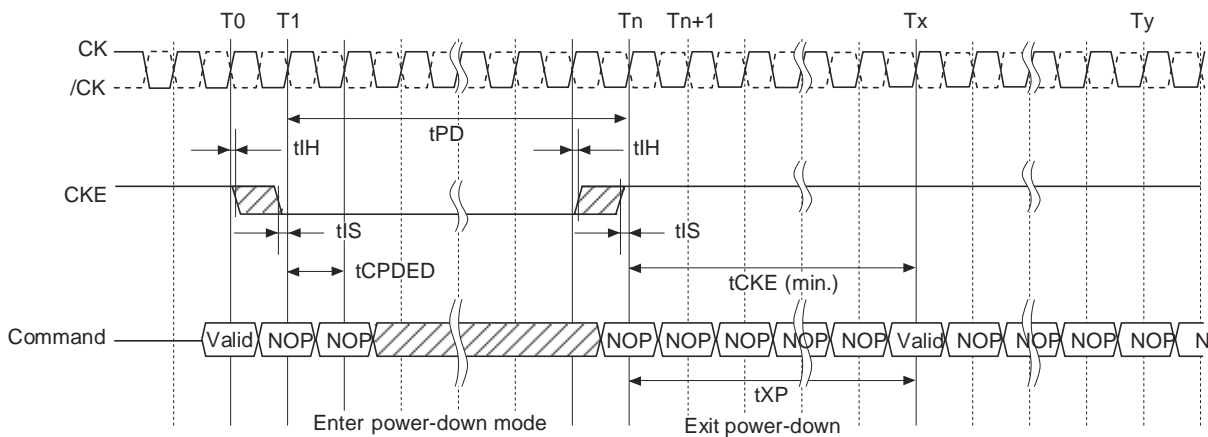 T0 T1 Tn Tn+1 Tx Ty
CK
/CK
tPD
tIH tIH
CKE
tIS tIS
tCPDED tCKE (min.)
Command Valid NOP NOP NOP NOP NOP NOP NOP Valid NOP NOP NOP NOP N
tXP
Enter power-down mode Exit power-down